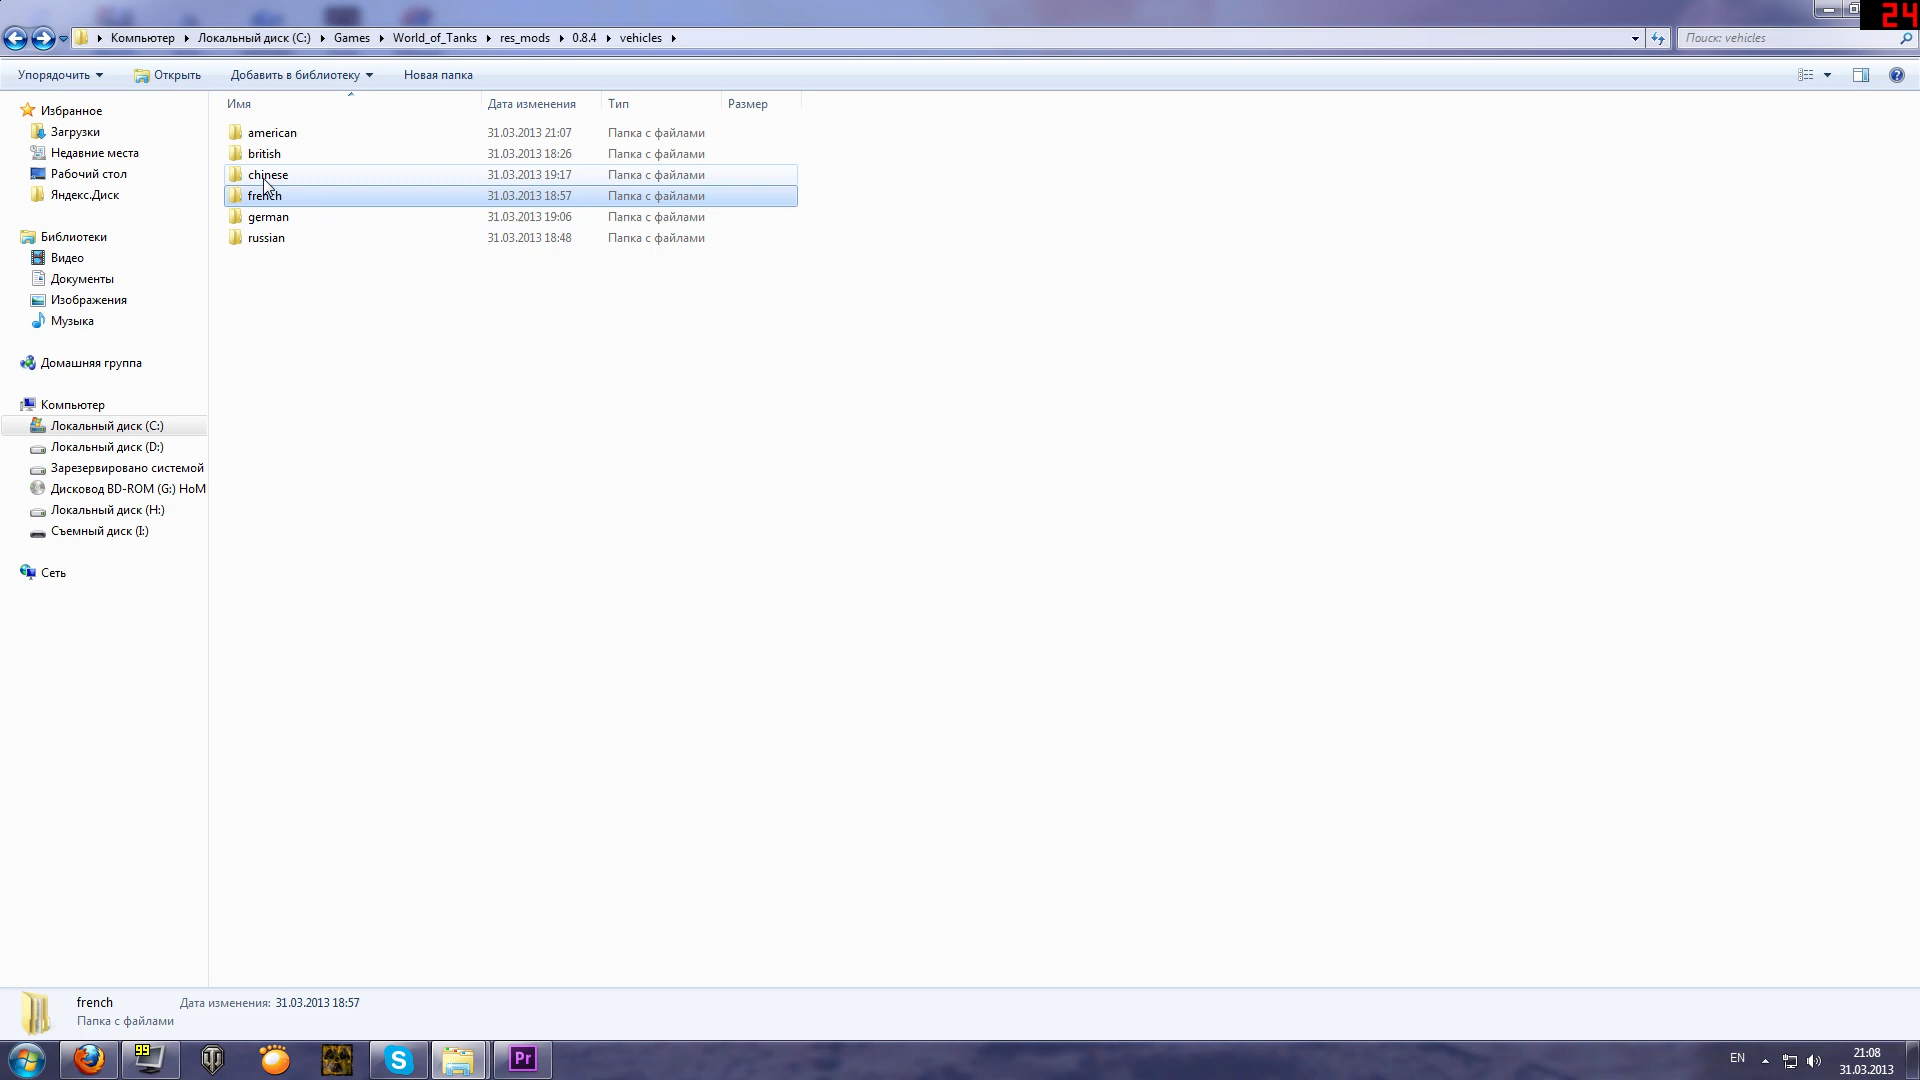 24
Компьютер Локальный диск (C:) Games World_of_Tanks res_mods 0.8.4 vehicles
Поиск: vehicles
Упорядочить Открыть Добавить в библиотеку Новая папка
Имя Дата изменения Тип Размер
american 31.03.2013 21:07 Папка с файлами
british 31.03.2013 18:26 Папка с файлами
chinese 31.03.2013 19:17 Папка с файлами
french 31.03.2013 18:57 Папка с файлами
german 31.03.2013 19:06 Папка с файлами
russian 31.03.2013 18:48 Папка с файлами
Избранное
Загрузки
Недавние места
Рабочий стол
Яндекс.Диск
Библиотеки
Видео
Документы
Изображения
Музыка
Домашняя группа
Компьютер
Локальный диск (C:)
Локальный диск (D:)
Зарезервировано системой
Дисковод BD-ROM (G:) HoM
Локальный диск (H:)
Съемный диск (I:)
Сеть
french Дата изменения: 31.03.2013 18:57
Папка с файлами
99
S
Pr
EN
21:08
31.03.2013